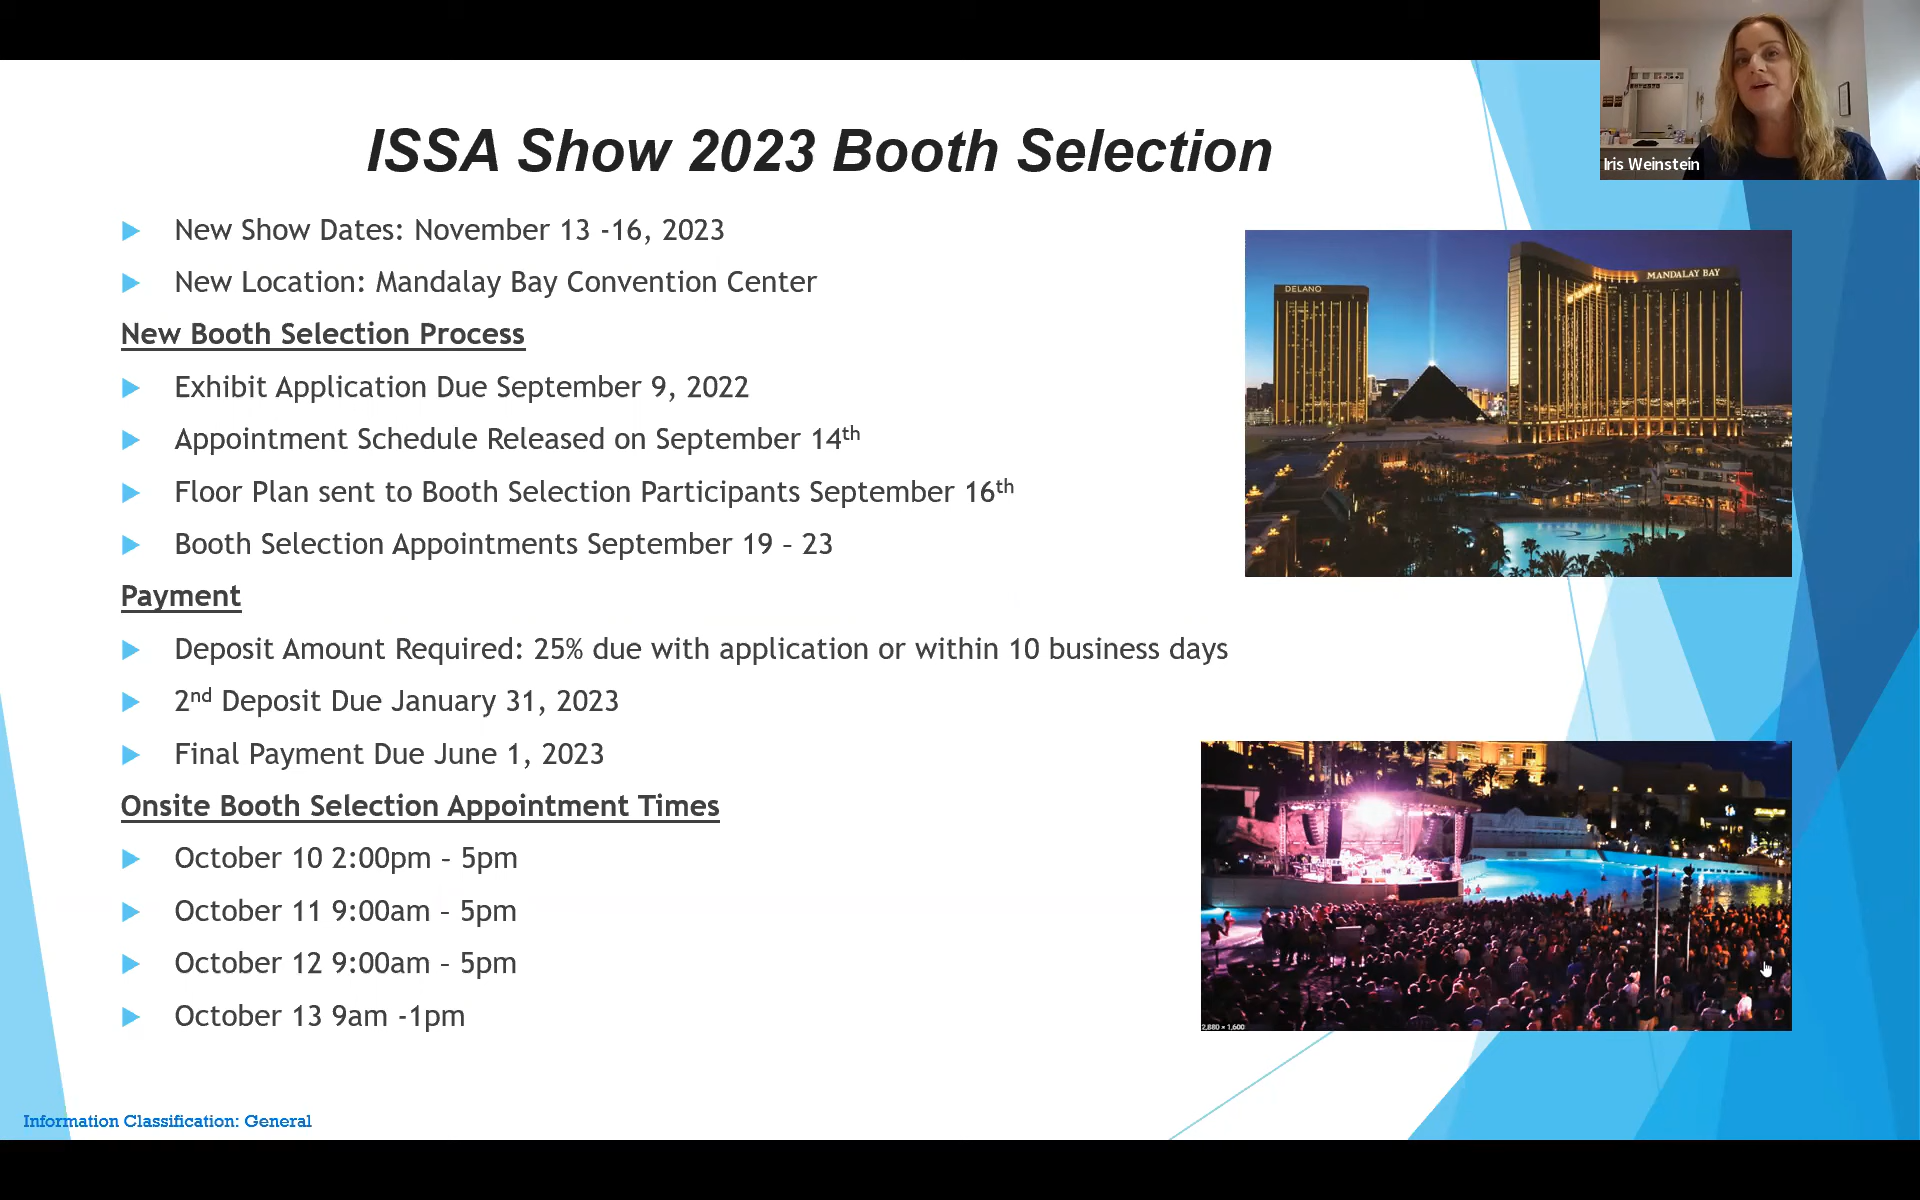 Iris Weinstein
ISSA Show 2023 Booth Selection
New Show Dates: November 13 -16, 2023
New Location: Mandalay Bay Convention Center
New Booth Selection Process
Exhibit Application Due September 9, 2022
Appointment Schedule Released on September 14th
Floor Plan sent to Booth Selection Participants September 16th
Booth Selection Appointments September 19 – 23
Payment
Deposit Amount Required: 25% due with application or within 10 business days
2nd Deposit Due January 31, 2023
Final Payment Due June 1, 2023
Onsite Booth Selection Appointment Times
October 10 2:00pm – 5pm
October 11 9:00am – 5pm
October 12 9:00am – 5pm
October 13 9am -1pm
DELANO
MANDALAY BAY
2,880 × 1,600
Information Classification: General